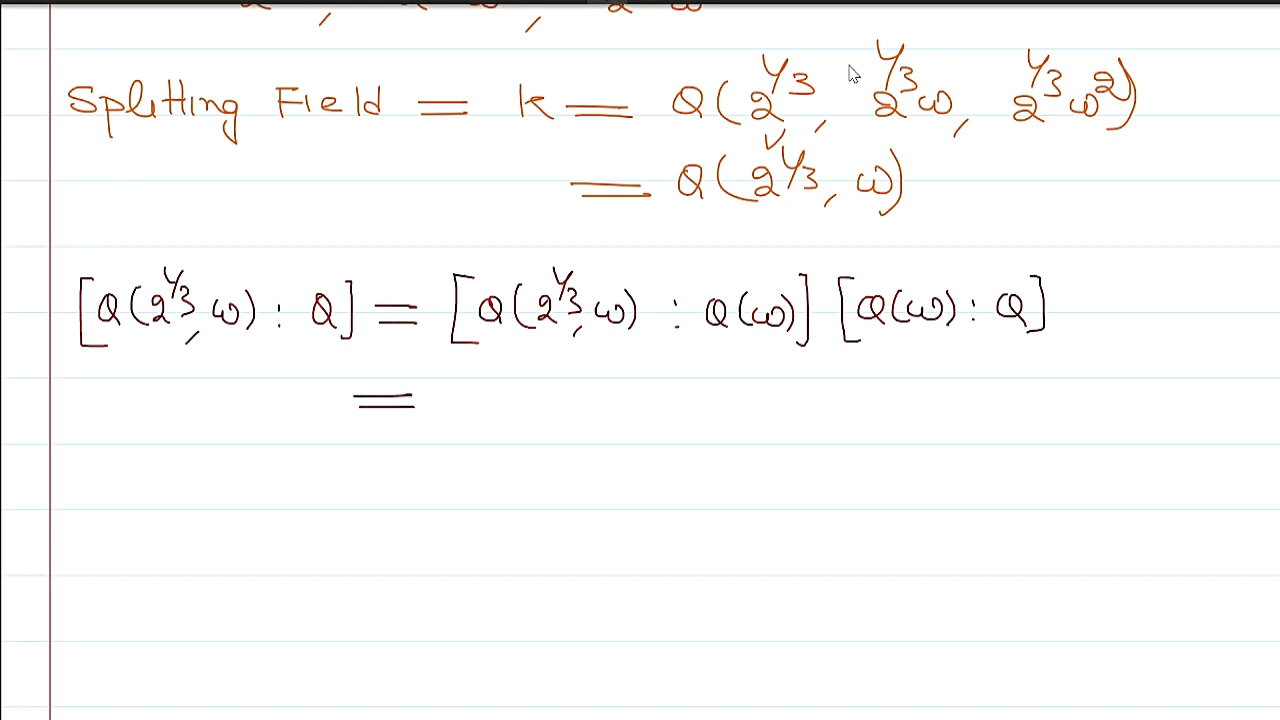 Splitting Field = K = Q(2^1/3, 2^1/3 ω, 2^1/3 ω^2)
= Q(2^1/3, ω)
[Q(2^1/3, ω) : Q] = [Q(2^1/3, ω) : Q(ω)] [Q(ω) : Q]
=